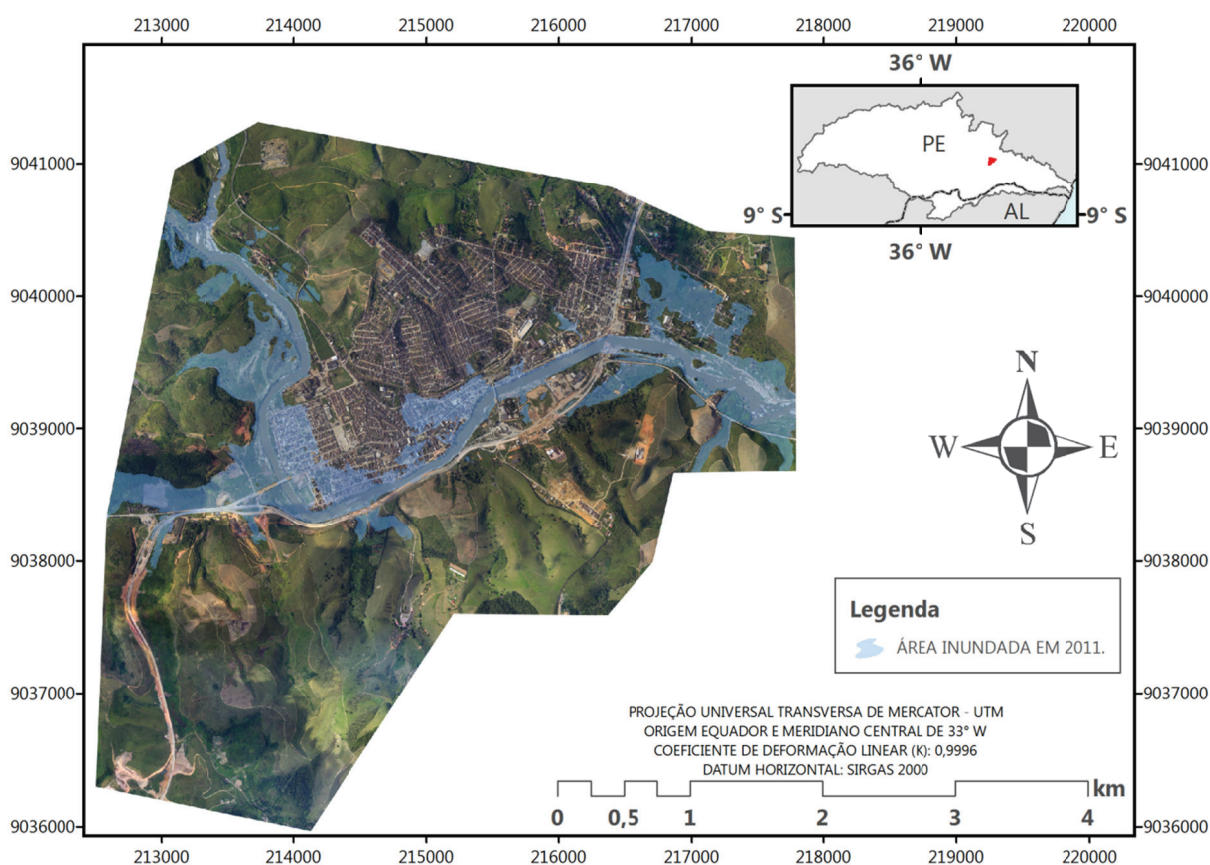 213000 214000 215000 216000 217000 218000 219000 220000
36° W
PE
AL
9° S
9° S
36° W
9041000
9040000
9039000
9038000
9037000
9036000
9041000
9040000
9039000
9038000
9037000
9036000
N
W
E
S
Legenda
ÁREA INUNDADA EM 2011.
PROJEÇÃO UNIVERSAL TRANSVERSA DE MERCATOR - UTM
ORIGEM EQUADOR E MERIDIANO CENTRAL DE 33° W
COEFICIENTE DE DEFORMAÇÃO LINEAR (K): 0,9996
DATUM HORIZONTAL: SIRGAS 2000
km
0 0,5 1 2 3 4
213000 214000 215000 216000 217000 218000 219000 220000